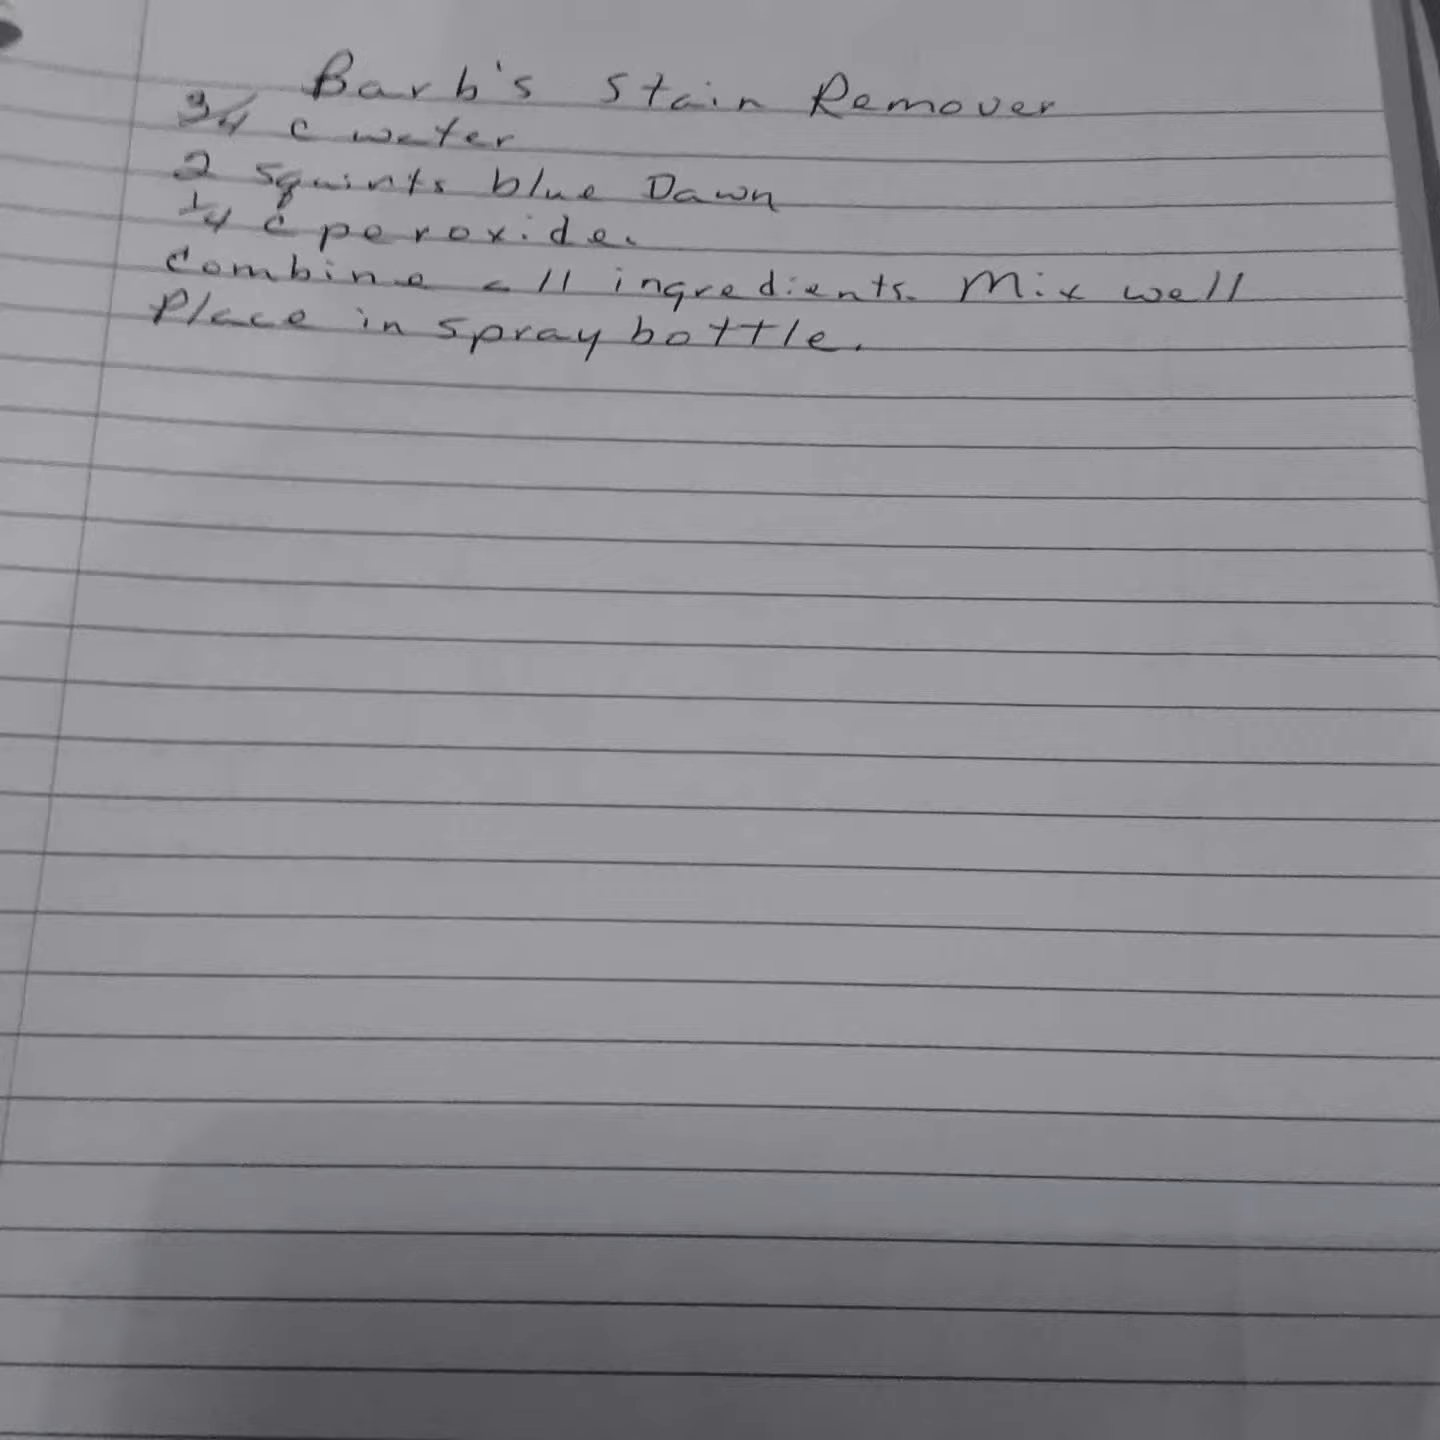 Barb's Stain Remover
3/4 c water
2 squints blue Dawn
1/4 c peroxide.
Combine all ingredients. Mix well
Place in spray bottle.